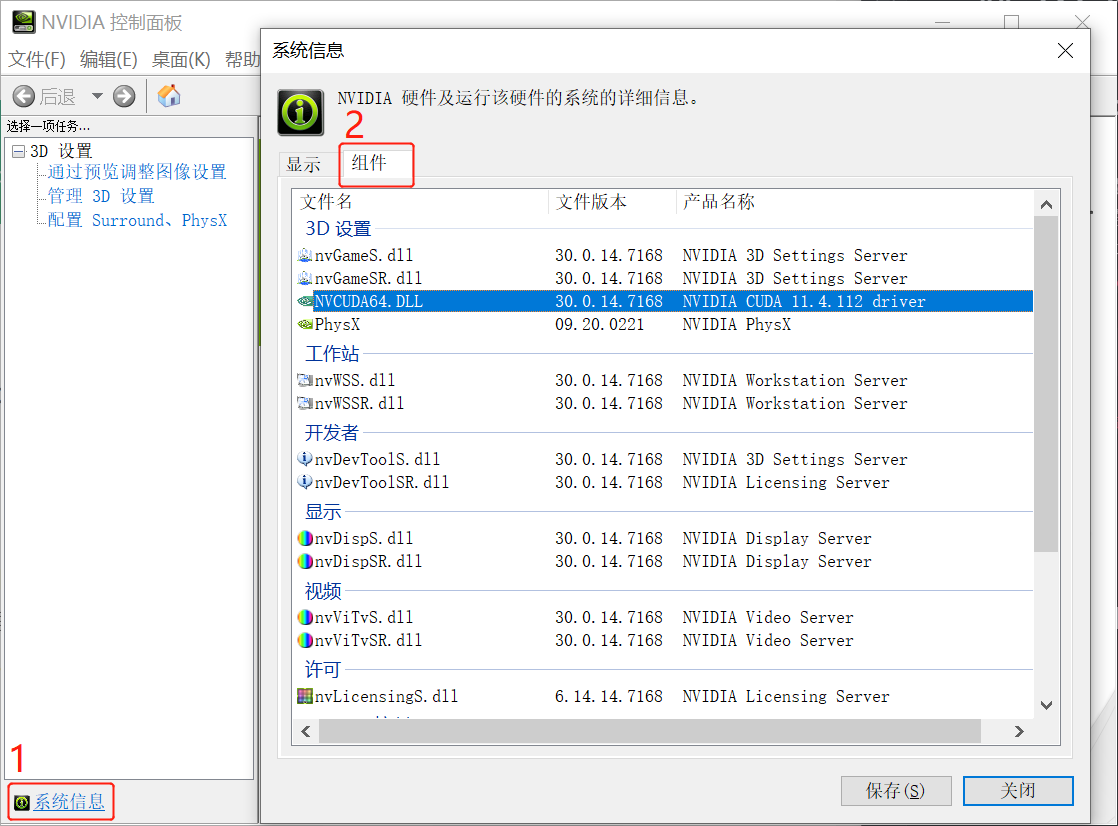 NVIDIA 控制面板
文件(F) 编辑(E) 桌面(K) 帮助
后退
选择一项任务...
3D 设置
通过预览调整图像设置
管理 3D 设置
配置 Surround、PhysX
1
系统信息
系统信息
NVIDIA 硬件及运行该硬件的系统的详细信息。
2
显示 组件
文件名 文件版本 产品名称
3D 设置
nvGameS.dll 30.0.14.7168 NVIDIA 3D Settings Server
nvGameSR.dll 30.0.14.7168 NVIDIA 3D Settings Server
NVCUDA64.DLL 30.0.14.7168 NVIDIA CUDA 11.4.112 driver
PhysX 09.20.0221 NVIDIA PhysX
工作站
nvWSS.dll 30.0.14.7168 NVIDIA Workstation Server
nvWSSR.dll 30.0.14.7168 NVIDIA Workstation Server
开发者
nvDevToolS.dll 30.0.14.7168 NVIDIA 3D Settings Server
nvDevToolSR.dll 30.0.14.7168 NVIDIA Licensing Server
显示
nvDispS.dll 30.0.14.7168 NVIDIA Display Server
nvDispSR.dll 30.0.14.7168 NVIDIA Display Server
视频
nvViTvS.dll 30.0.14.7168 NVIDIA Video Server
nvViTvSR.dll 30.0.14.7168 NVIDIA Video Server
许可
nvLicensingS.dll 6.14.14.7168 NVIDIA Licensing Server
保存(S) 关闭